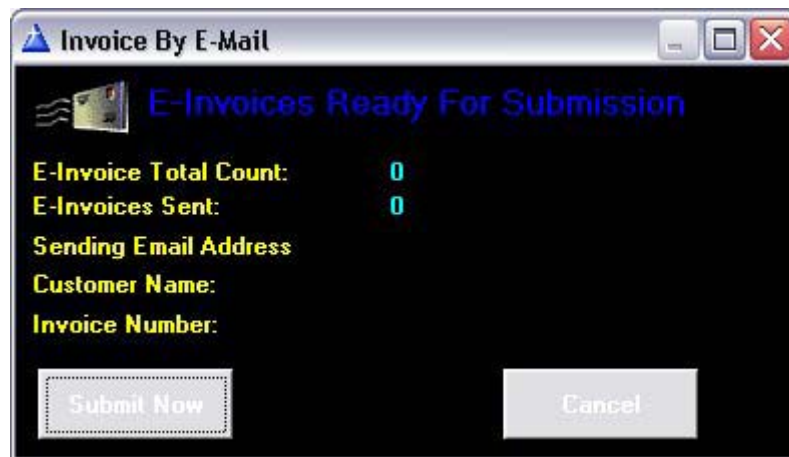 Invoice By E-Mail
E-Invoices Ready For Submission
E-Invoice Total Count: 0
E-Invoices Sent: 0
Sending Email Address
Customer Name:
Invoice Number:
Submit Now Cancel